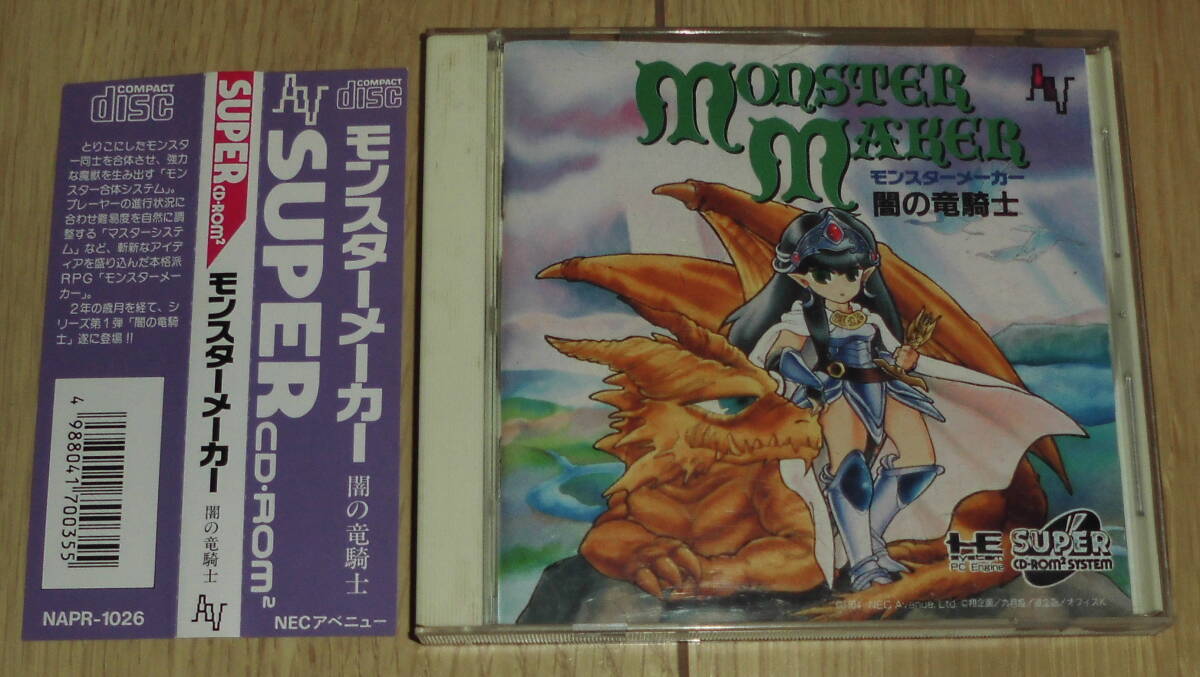 COMPACT
disc
とりこにしたモンスタ
ー同士を合体させ、強力
な魔獣を生み出す「モン
スター合体システム」。
プレーヤーの進行状況に
合わせ難易度を自然に調
整する「マスターシステ
ム」など、斬新なアイデ
ィアを盛り込んだ本格派
RPG「モンスターメー
カー」。
2年の歳月を経て、シ
リーズ第1弾「闇の竜騎
士」遂に登場!!
4 988041 700355
NAPR-1026
SUPER CD-ROM²
モンスターメーカー 闇の竜騎士
AV
AV
SUPER CD-ROM²
COMPACT
disc
モンスターメーカー 闇の竜騎士
NECアベニュー
MONSTER
MAKER
AV
モンスターメーカー
闇の竜騎士
HE SYSTEM
PC Engine
SUPER
CD-ROM² SYSTEM
NEC Avenue, Ltd.